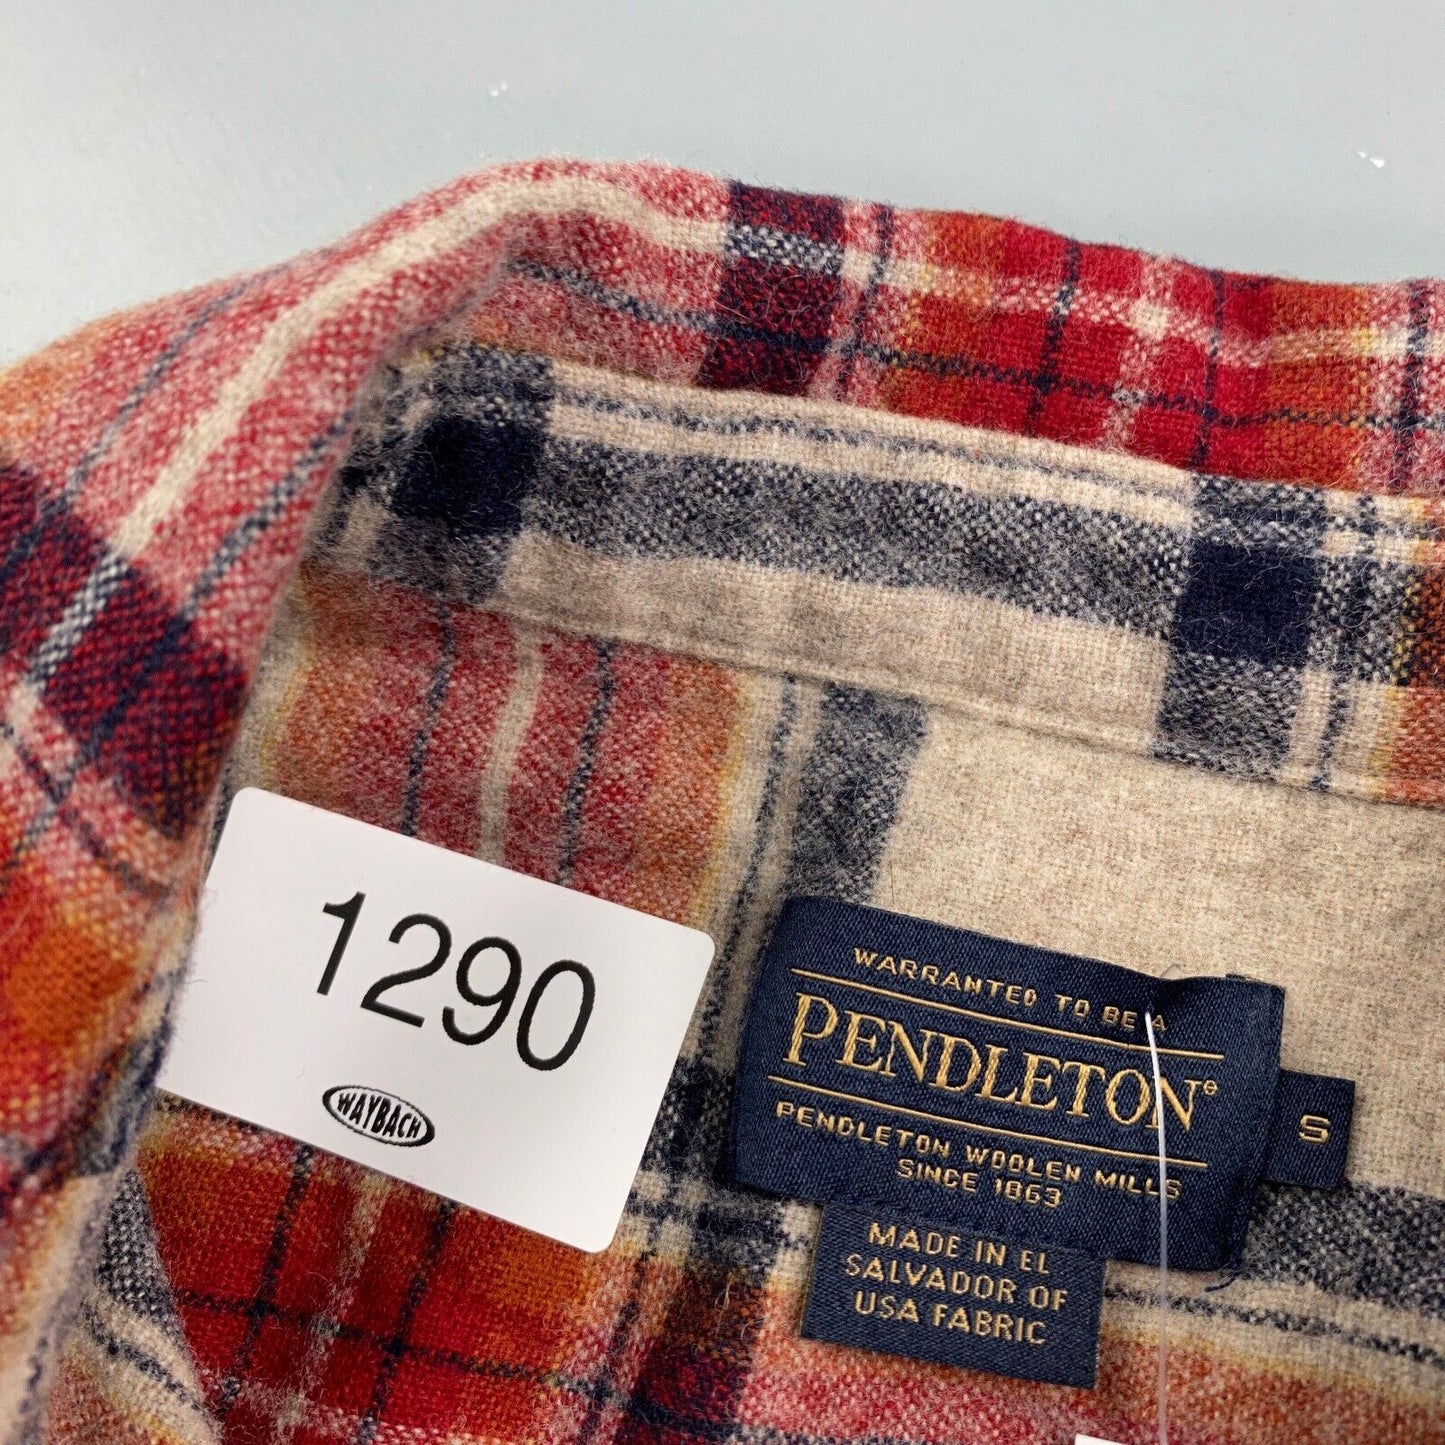 1290
WAYBACK
WARRANTED TO BE A
PENDLETON®
PENDLETON WOOLEN MILLS
SINCE 1863
S
MADE IN EL
SALVADOR OF
USA FABRIC